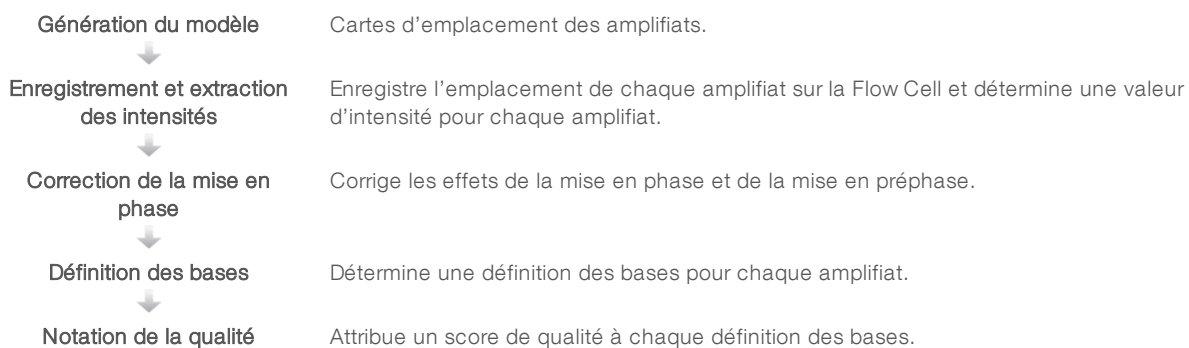 Génération du modèle
Cartes d’emplacement des amplifiats.
Enregistrement et extraction
des intensités
Enregistre l’emplacement de chaque amplifiat sur la Flow Cell et détermine une valeur
d’intensité pour chaque amplifiat.
Correction de la mise en
phase
Corrige les effets de la mise en phase et de la mise en préphase.
Définition des bases
Détermine une définition des bases pour chaque amplifiat.
Notation de la qualité
Attribue un score de qualité à chaque définition des bases.